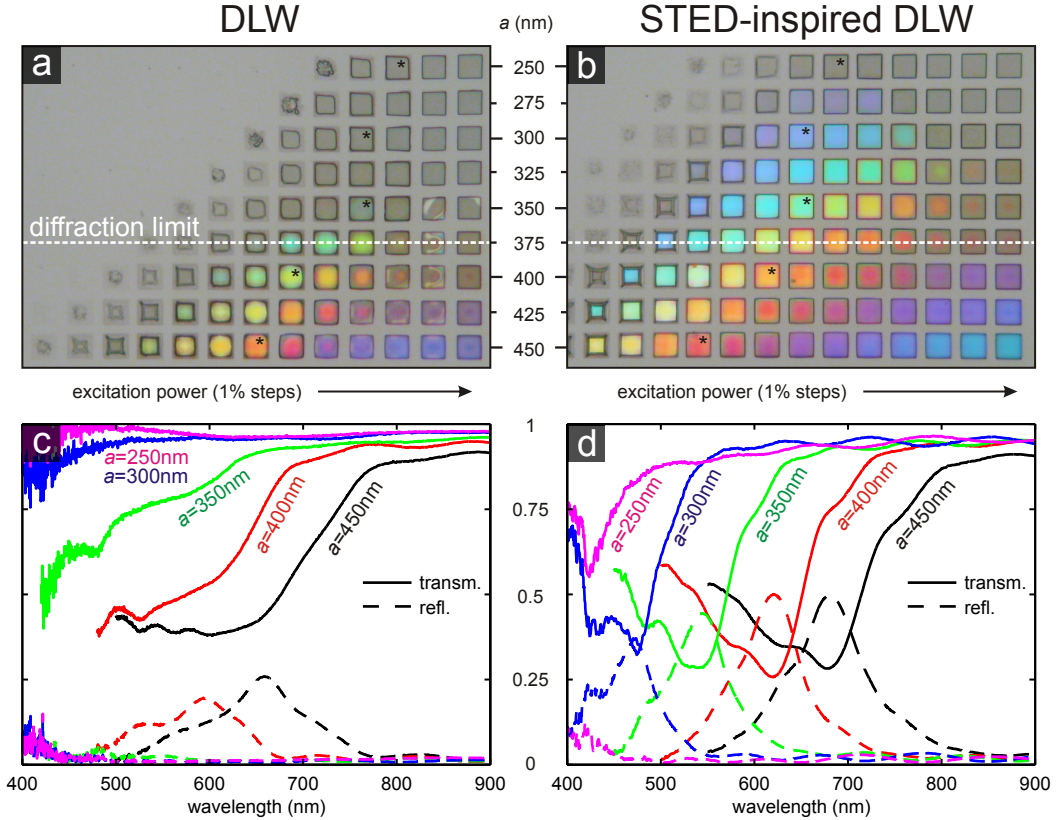 DLW
a (nm)
STED-inspired DLW
a
b
250
275
300
325
350
diffraction limit
375
400
425
450
excitation power (1% steps)
excitation power (1% steps)
c
a=250nm
a=300nm
a=350nm
a=400nm
a=450nm
transm.
refl.
400
500
600
700
800
900
wavelength (nm)
d
1
0.75
0.5
0.25
0
a=250nm
a=300nm
a=350nm
a=400nm
a=450nm
transm.
refl.
400
500
600
700
800
900
wavelength (nm)